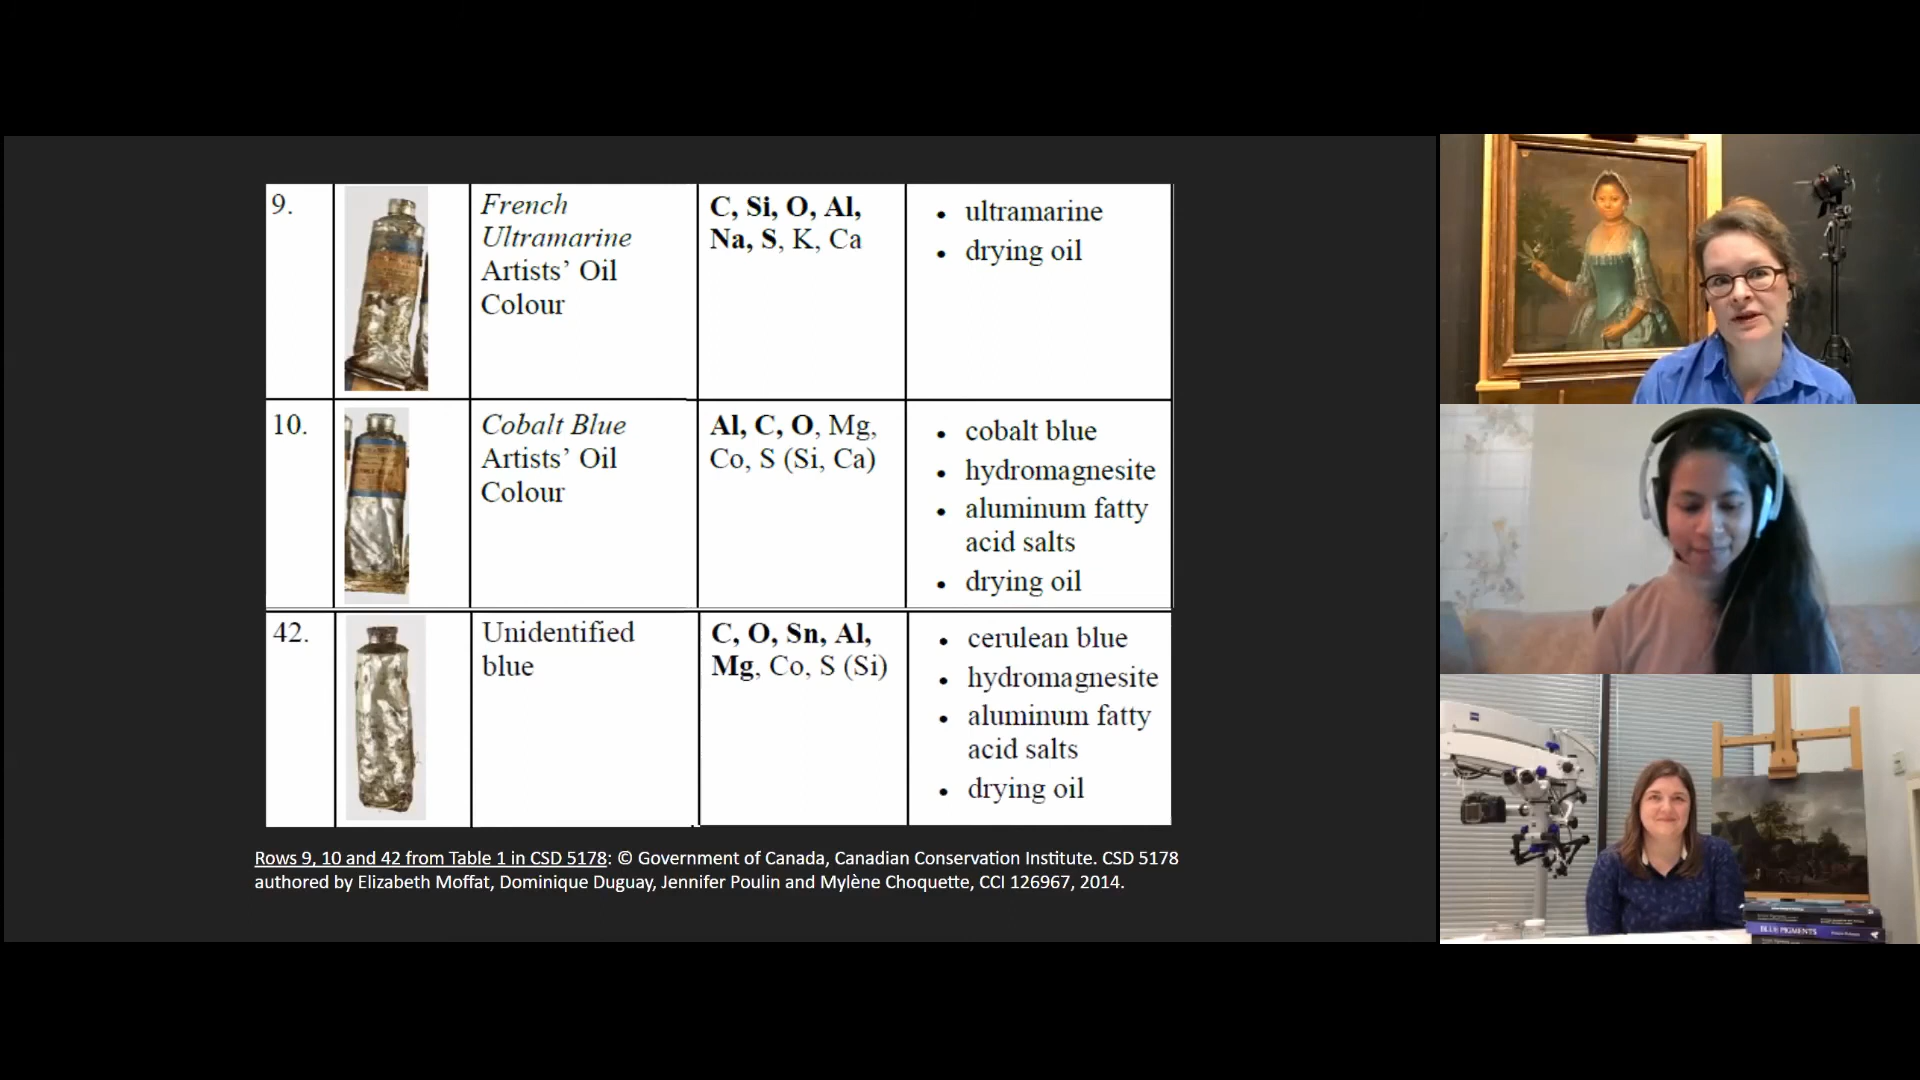 9.
French
Ultramarine
Artists’ Oil
Colour
C, Si, O, Al,
Na, S, K, Ca
• ultramarine
• drying oil
10.
Cobalt Blue
Artists’ Oil
Colour
Al, C, O, Mg,
Co, S (Si, Ca)
• cobalt blue
• hydromagnesite
• aluminum fatty
acid salts
• drying oil
42.
Unidentified
blue
C, O, Sn, Al,
Mg, Co, S (Si)
• cerulean blue
• hydromagnesite
• aluminum fatty
acid salts
• drying oil
Rows 9, 10 and 42 from Table 1 in CSD 5178: © Government of Canada, Canadian Conservation Institute. CSD 5178
authored by Elizabeth Moffat, Dominique Duguay, Jennifer Poulin and Mylène Choquette, CCI 126967, 2014.
BLUE PIGMENTS